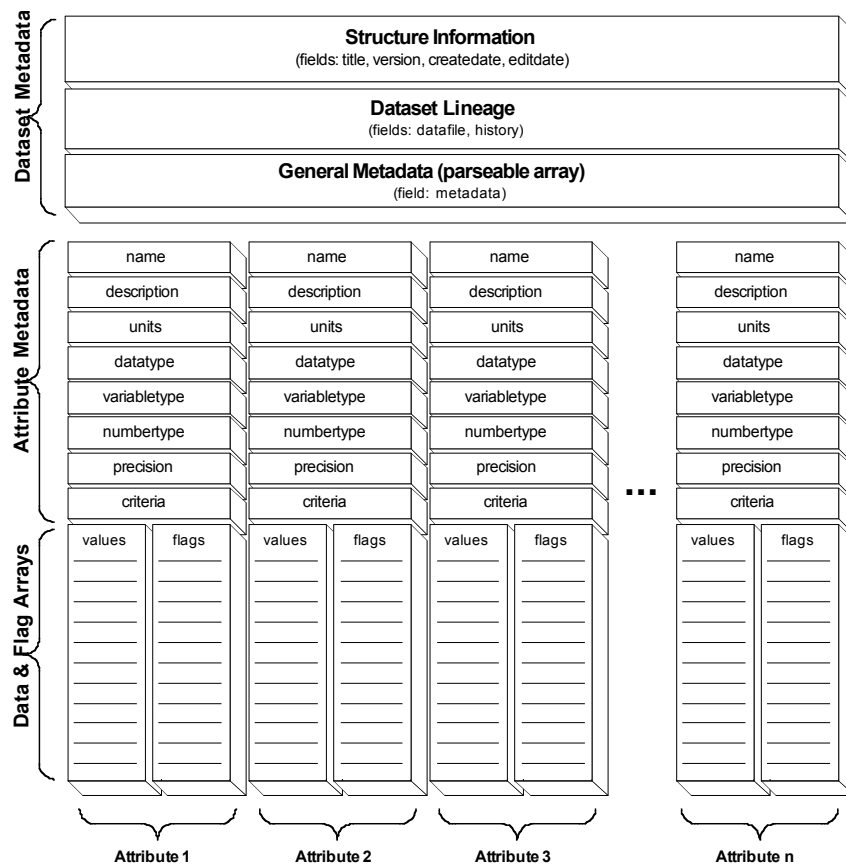 Dataset Metadata
Structure Information
(fields: title, version, createdate, editdate)
Dataset Lineage
(fields: datafile, history)
General Metadata (parseable array)
(field: metadata)
Attribute Metadata
name name name name
description description description description
units units units units
datatype datatype datatype datatype
variabletype variabletype variabletype variabletype
numbertype numbertype numbertype numbertype
precision precision precision precision
...
criteria criteria criteria criteria
Data & Flag Arrays
values flags values flags values flags values flags
Attribute 1 Attribute 2 Attribute 3 Attribute n